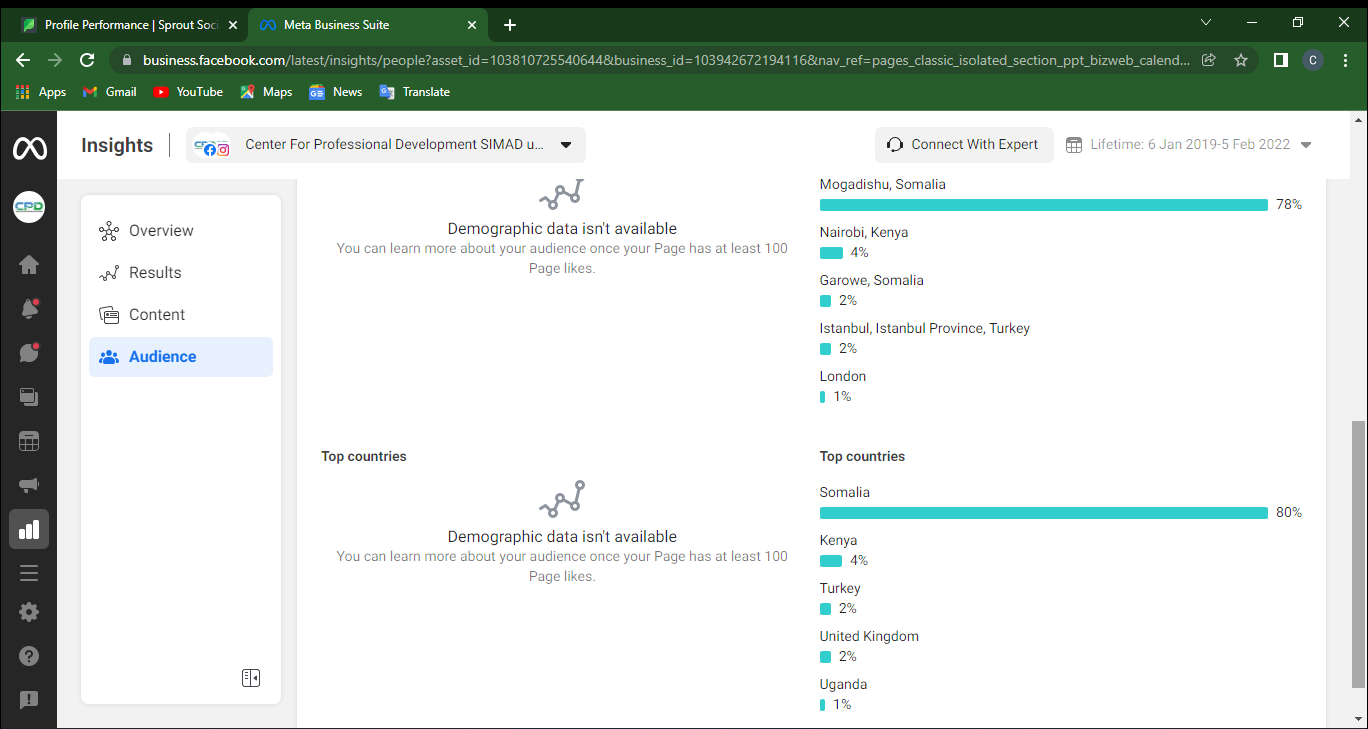 Profile Performance | Sprout Soci
Meta Business Suite
business.facebook.com/latest/insights/people?asset_id=103810725540644&business_id=103942672194116&nav_ref=pages_classic_isolated_section_ppt_bizweb_calend...
C
Apps
Gmail
YouTube
Maps
News
Translate
Insights
Center For Professional Development SIMAD u...
Connect With Expert
Lifetime: 6 Jan 2019-5 Feb 2022
CPD
Overview
Results
Content
Audience
Demographic data isn't available
You can learn more about your audience once your Page has at least 100
Page likes.
Mogadishu, Somalia
78%
Nairobi, Kenya
4%
Garowe, Somalia
2%
Istanbul, Istanbul Province, Turkey
2%
London
1%
Top countries
Demographic data isn't available
You can learn more about your audience once your Page has at least 100
Page likes.
Top countries
Somalia
80%
Kenya
4%
Turkey
2%
United Kingdom
2%
Uganda
1%